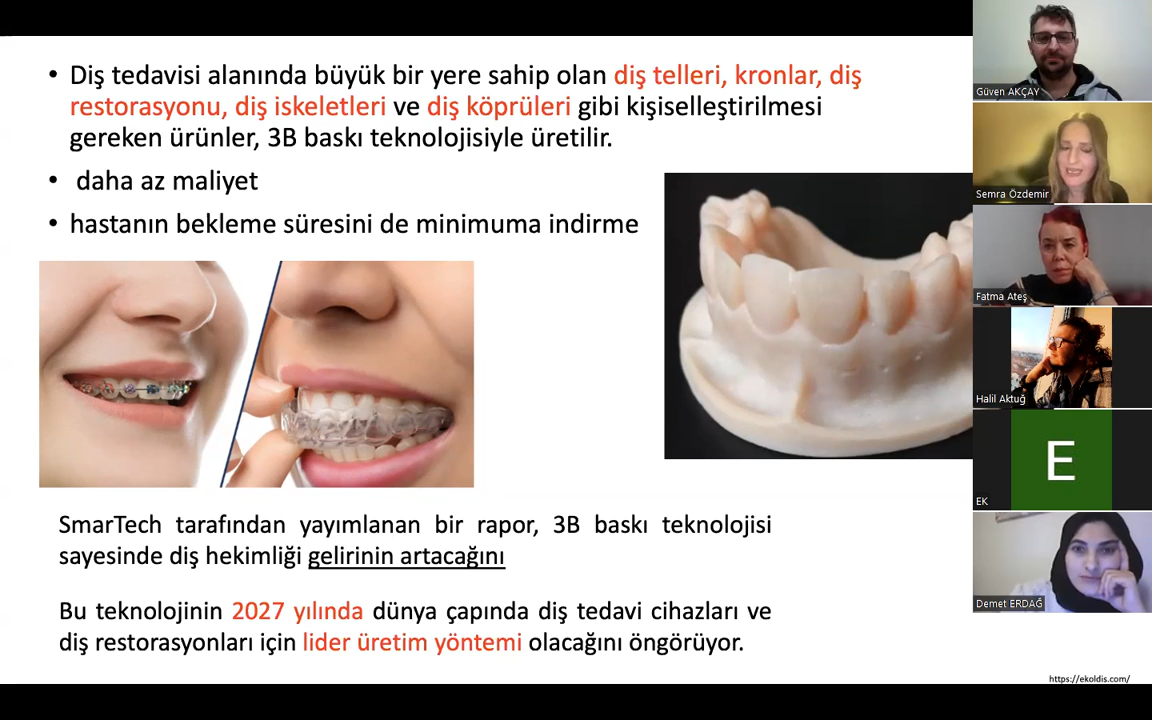 • Diş tedavisi alanında büyük bir yere sahip olan diş telleri, kronlar, diş
restorasyonu, diş iskeletleri ve diş köprüleri gibi kişiselleştirilmesi
gereken ürünler, 3B baskı teknolojisiyle üretilir.
• daha az maliyet
• hastanın bekleme süresini de minimuma indirme
SmarTech tarafından yayımlanan bir rapor, 3B baskı teknolojisi
sayesinde diş hekimliği gelirinin artacağını
Bu teknolojinin 2027 yılında dünya çapında diş tedavi cihazları ve
diş restorasyonları için lider üretim yöntemi olacağını öngörüyor.
https://ekoldis.com/
Güven AKÇAY
Semra Özdemir
Fatma Ateş
Halil Aktuğ
E
EK
Demet ERDAĞ